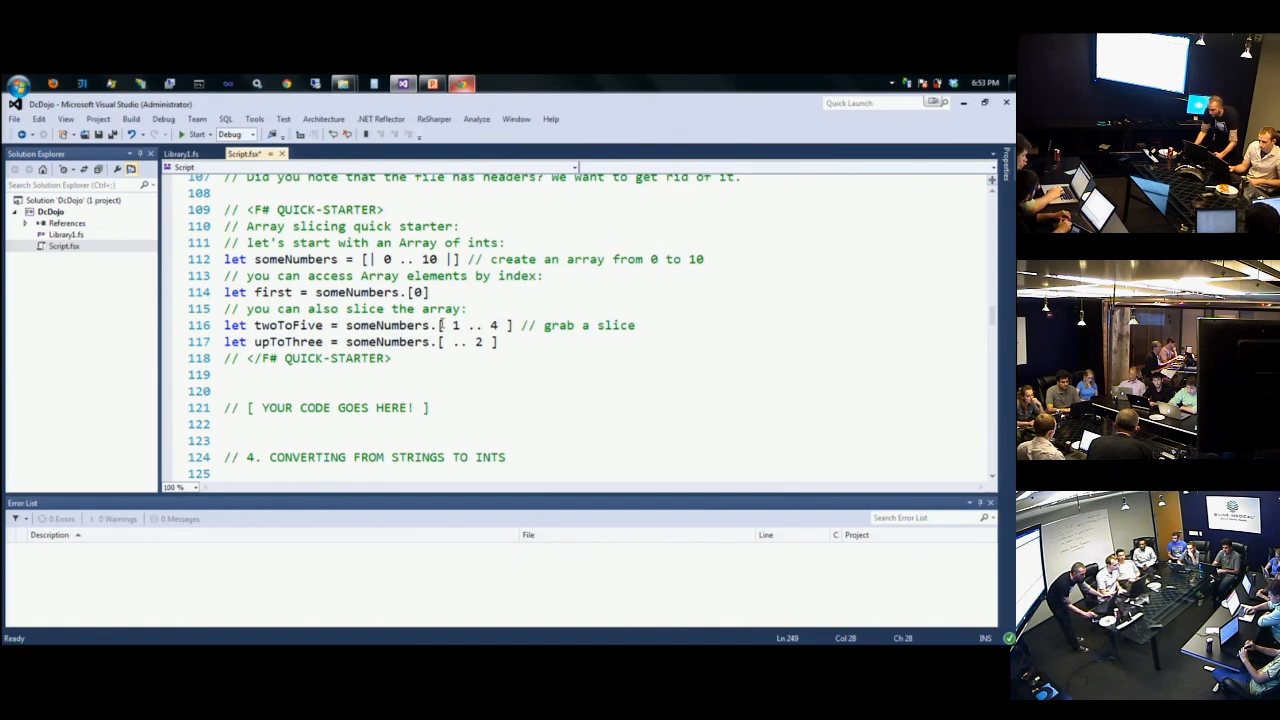 6:53 PM
DcDojo - Microsoft Visual Studio (Administrator)
Quick Launch
File Edit View Project Build Debug Team SQL Tools Test Architecture .NET Reflector ReSharper Analyze Window Help
Start Debug
Solution Explorer
Library1.fs Script.fsx*
Script
Properties
Search Solution Explorer (Ctrl+;)
Solution 'DcDojo' (1 project)
DcDojo
References
Library1.fs
Script.fsx
107 // Did you note that the file has headers? We want to get rid of it.
108
109 // <F# QUICK-STARTER>
110 // Array slicing quick starter:
111 // let's start with an Array of ints:
112 let someNumbers = [| 0 .. 10 |] // create an array from 0 to 10
113 // you can access Array elements by index:
114 let first = someNumbers.[0]
115 // you can also slice the array:
116 let twoToFive = someNumbers.[ 1 .. 4 ] // grab a slice
117 let upToThree = someNumbers.[ .. 2 ]
118 // </F# QUICK-STARTER>
119
120
121 // [ YOUR CODE GOES HERE! ]
122
123
124 // 4. CONVERTING FROM STRINGS TO INTS
125
100 %
Error List
0 Errors 0 Warnings 0 Messages
Search Error List
Description File Line C Project
Ready Ln 249 Col 28 Ch 28 INS